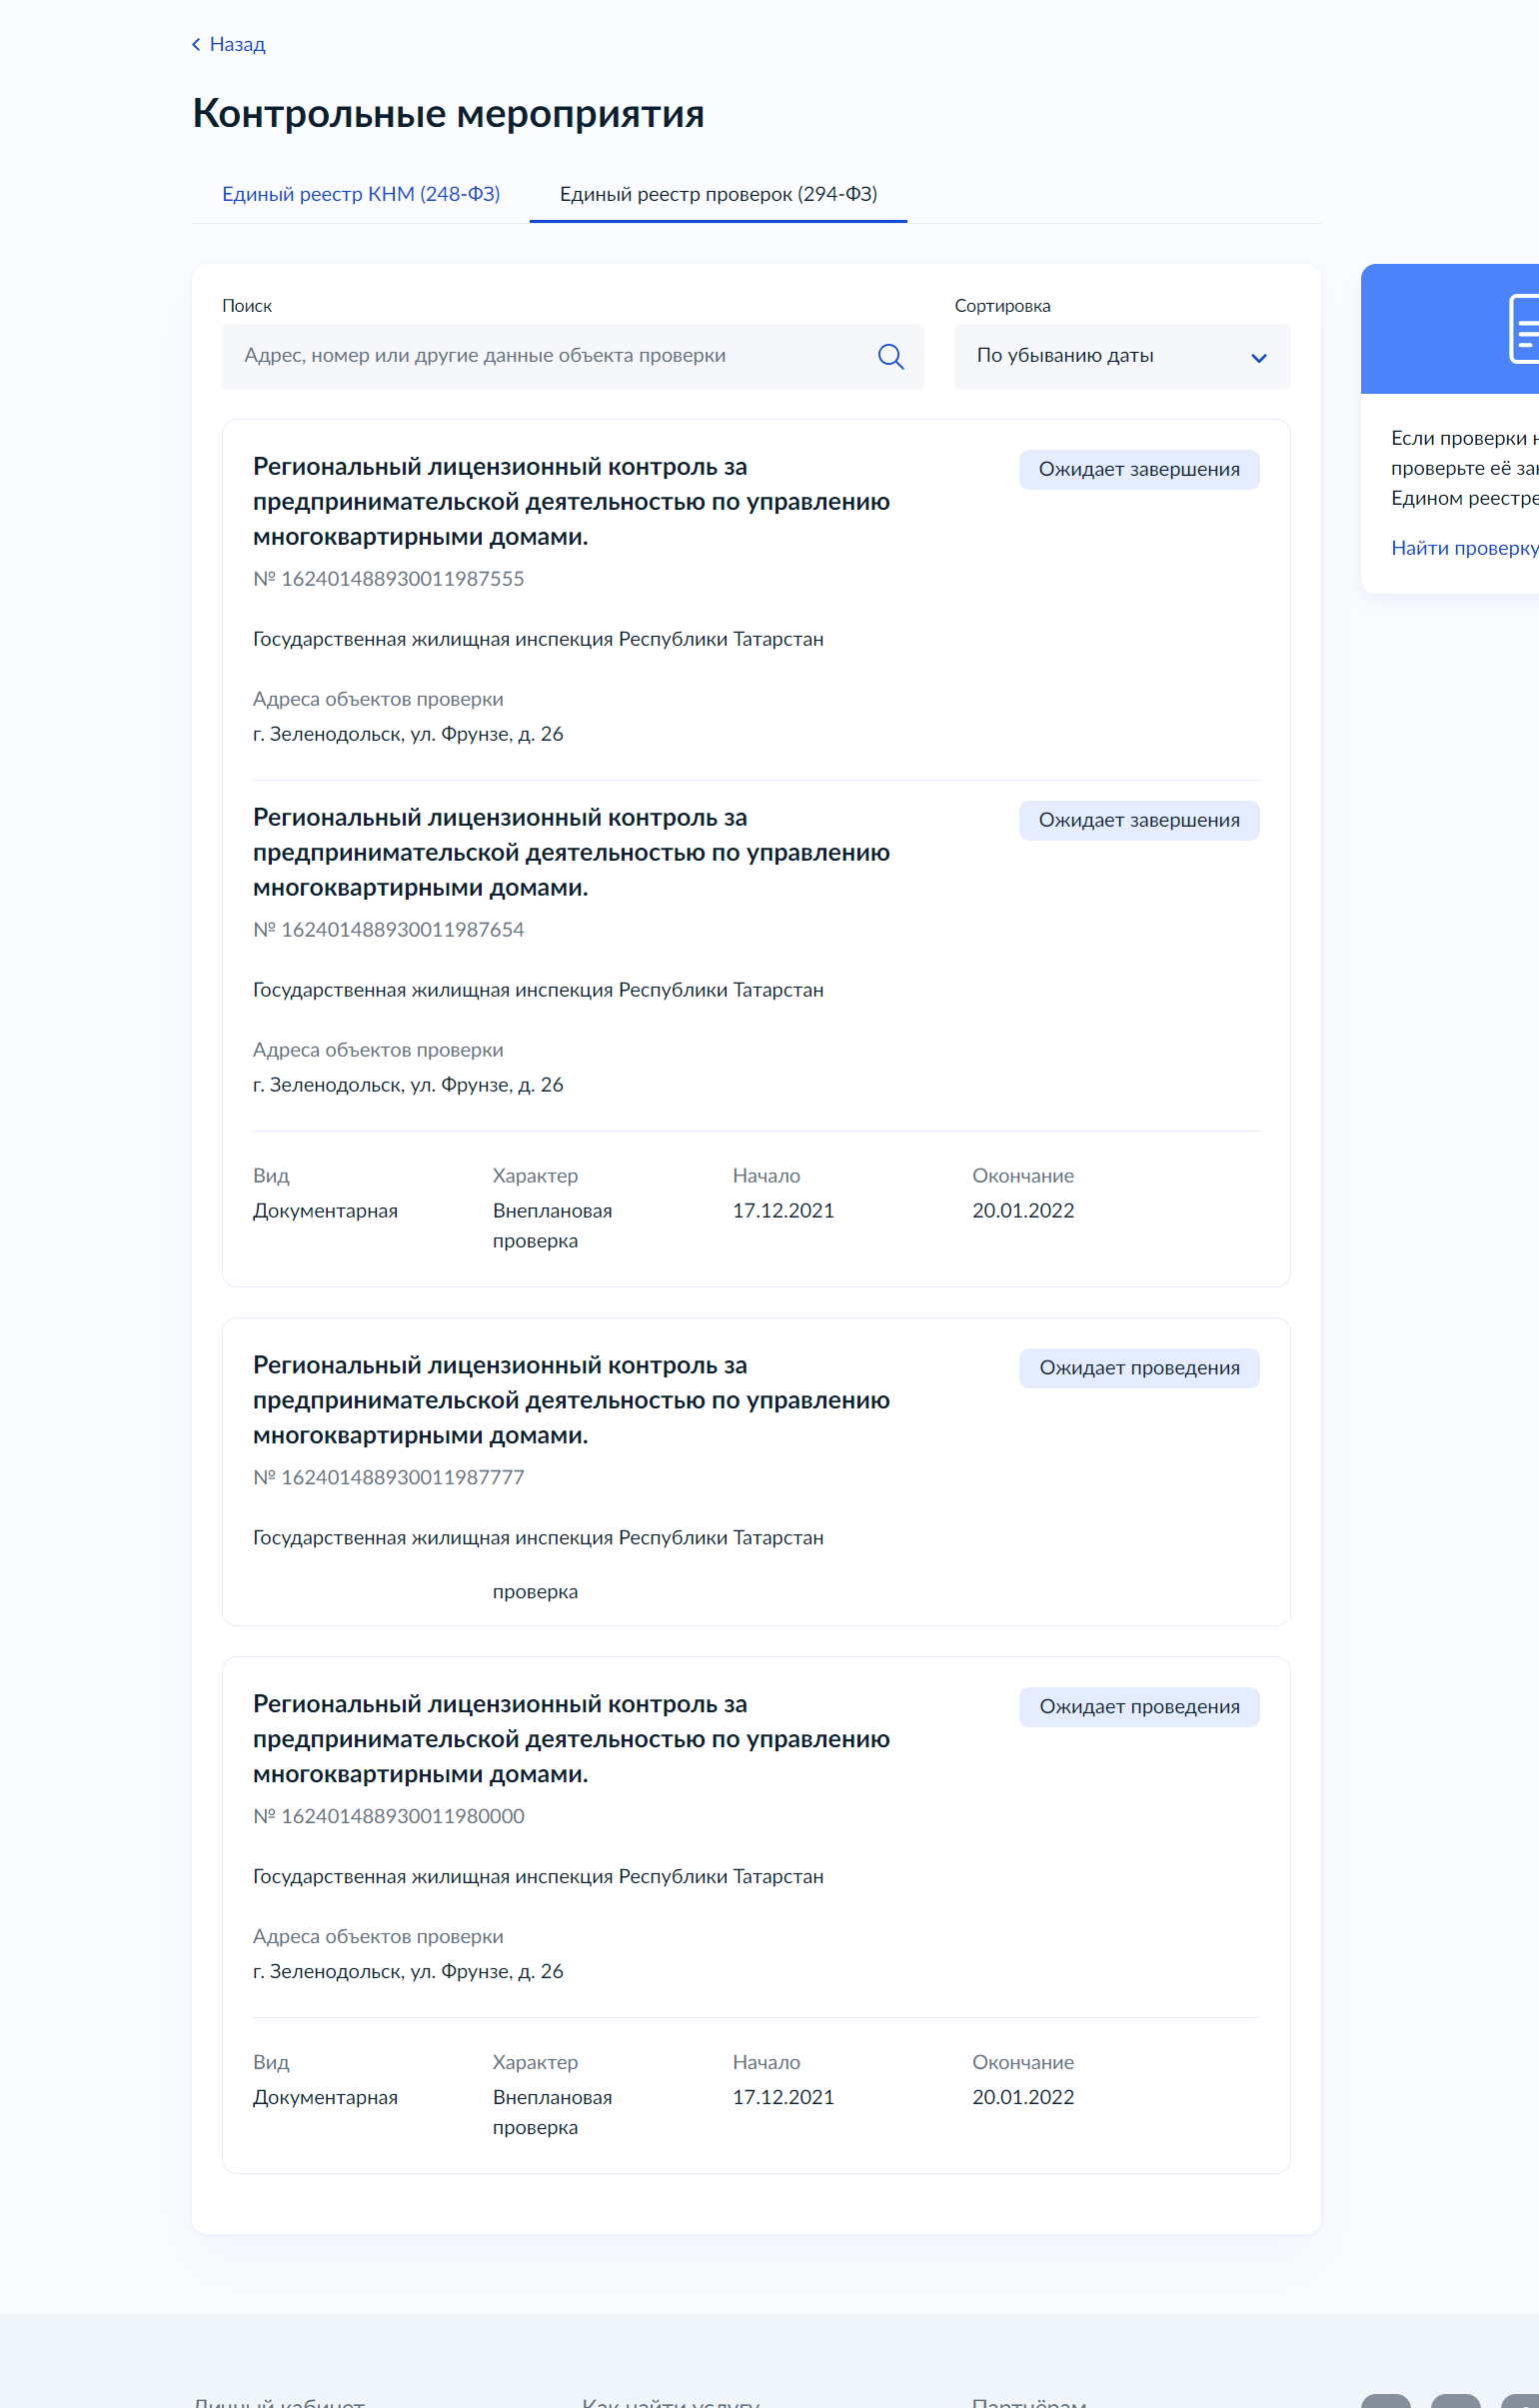 Назад
Контрольные мероприятия
Единый реестр КНМ (248-ФЗ)
Единый реестр проверок (294-ФЗ)
Поиск
Сортировка
Адрес, номер или другие данные объекта проверки
По убыванию даты
Региональный лицензионный контроль за
предпринимательской деятельностью по управлению
многоквартирными домами.
Ожидает завершения
№ 162401488930011987555
Государственная жилищная инспекция Республики Татарстан
Адреса объектов проверки
г. Зеленодольск, ул. Фрунзе, д. 26
Региональный лицензионный контроль за
предпринимательской деятельностью по управлению
многоквартирными домами.
Ожидает завершения
№ 162401488930011987654
Государственная жилищная инспекция Республики Татарстан
Адреса объектов проверки
г. Зеленодольск, ул. Фрунзе, д. 26
Вид Характер Начало Окончание
Документарная Внеплановая 17.12.2021 20.01.2022
проверка
Региональный лицензионный контроль за
предпринимательской деятельностью по управлению
многоквартирными домами.
Ожидает проведения
№ 162401488930011987777
Государственная жилищная инспекция Республики Татарстан
проверка
Региональный лицензионный контроль за
предпринимательской деятельностью по управлению
многоквартирными домами.
Ожидает проведения
№ 162401488930011980000
Государственная жилищная инспекция Республики Татарстан
Адреса объектов проверки
г. Зеленодольск, ул. Фрунзе, д. 26
Вид Характер Начало Окончание
Документарная Внеплановая 17.12.2021 20.01.2022
проверка
Если проверки
проверьте её
Едином реестре
Найти проверку
Личный кабинет Как найти услугу Партнёрам